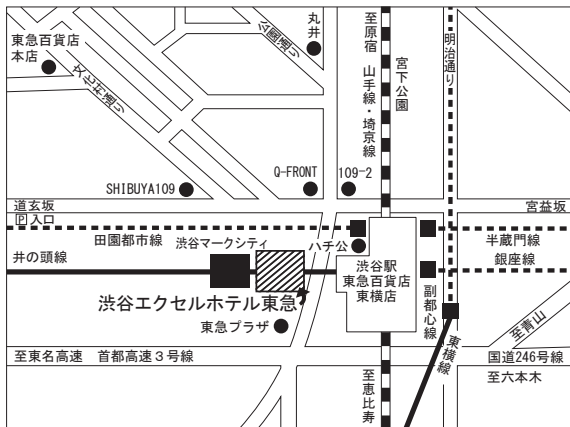 丸井
公園通り
東急百貨店
本店
文化村通り
至原宿
山手線・埼京線
宮下公園
明治通り
Q-FRONT
109-2
SHIBUYA109
道玄坂
宮益坂
P入口
田園都市線
渋谷マークシティ
ハチ公
半蔵門線
井の頭線
銀座線
渋谷駅
東急百貨店
東横店
渋谷エクセルホテル東急
副都心線
東急プラザ
東横線
至青山
至東名高速 首都高速3号線
国道246号線
至恵比寿
至六本木